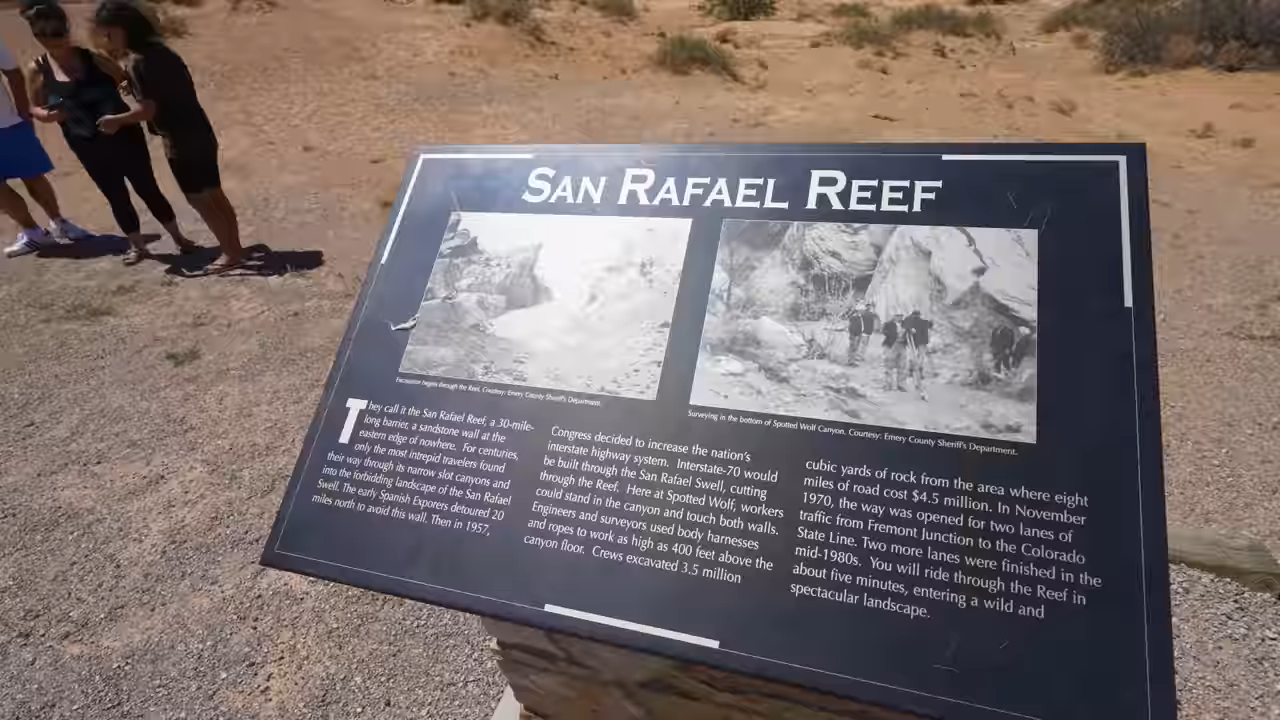 SAN RAFAEL REEF
Excavation begins through the Reef. Courtesy: Emery County Sheriff's Department.
Surveying in the bottom of Spotted Wolf Canyon. Courtesy: Emery County Sheriff's Department.
They call it the San Rafael Reef, a 30-mile-
long barrier, a sandstone wall at the
eastern edge of nowhere. For centuries,
only the most intrepid travelers found
their way through its narrow slot canyons and
into the forbidding landscape of the San Rafael
Swell. The early Spanish Exporers detoured 20
miles north to avoid this wall. Then in 1957,
Congress decided to increase the nation's
interstate highway system. Interstate-70 would
be built through the San Rafael Swell, cutting
through the Reef. Here at Spotted Wolf, workers
could stand in the canyon and touch both walls.
Engineers and surveyors used body harnesses
and ropes to work as high as 400 feet above the
canyon floor. Crews excavated 3.5 million
cubic yards of rock from the area where eight
miles of road cost $4.5 million. In November
1970, the way was opened for two lanes of
traffic from Fremont Junction to the Colorado
State Line. Two more lanes were finished in the
mid-1980s. You will ride through the Reef in
about five minutes, entering a wild and
spectacular landscape.